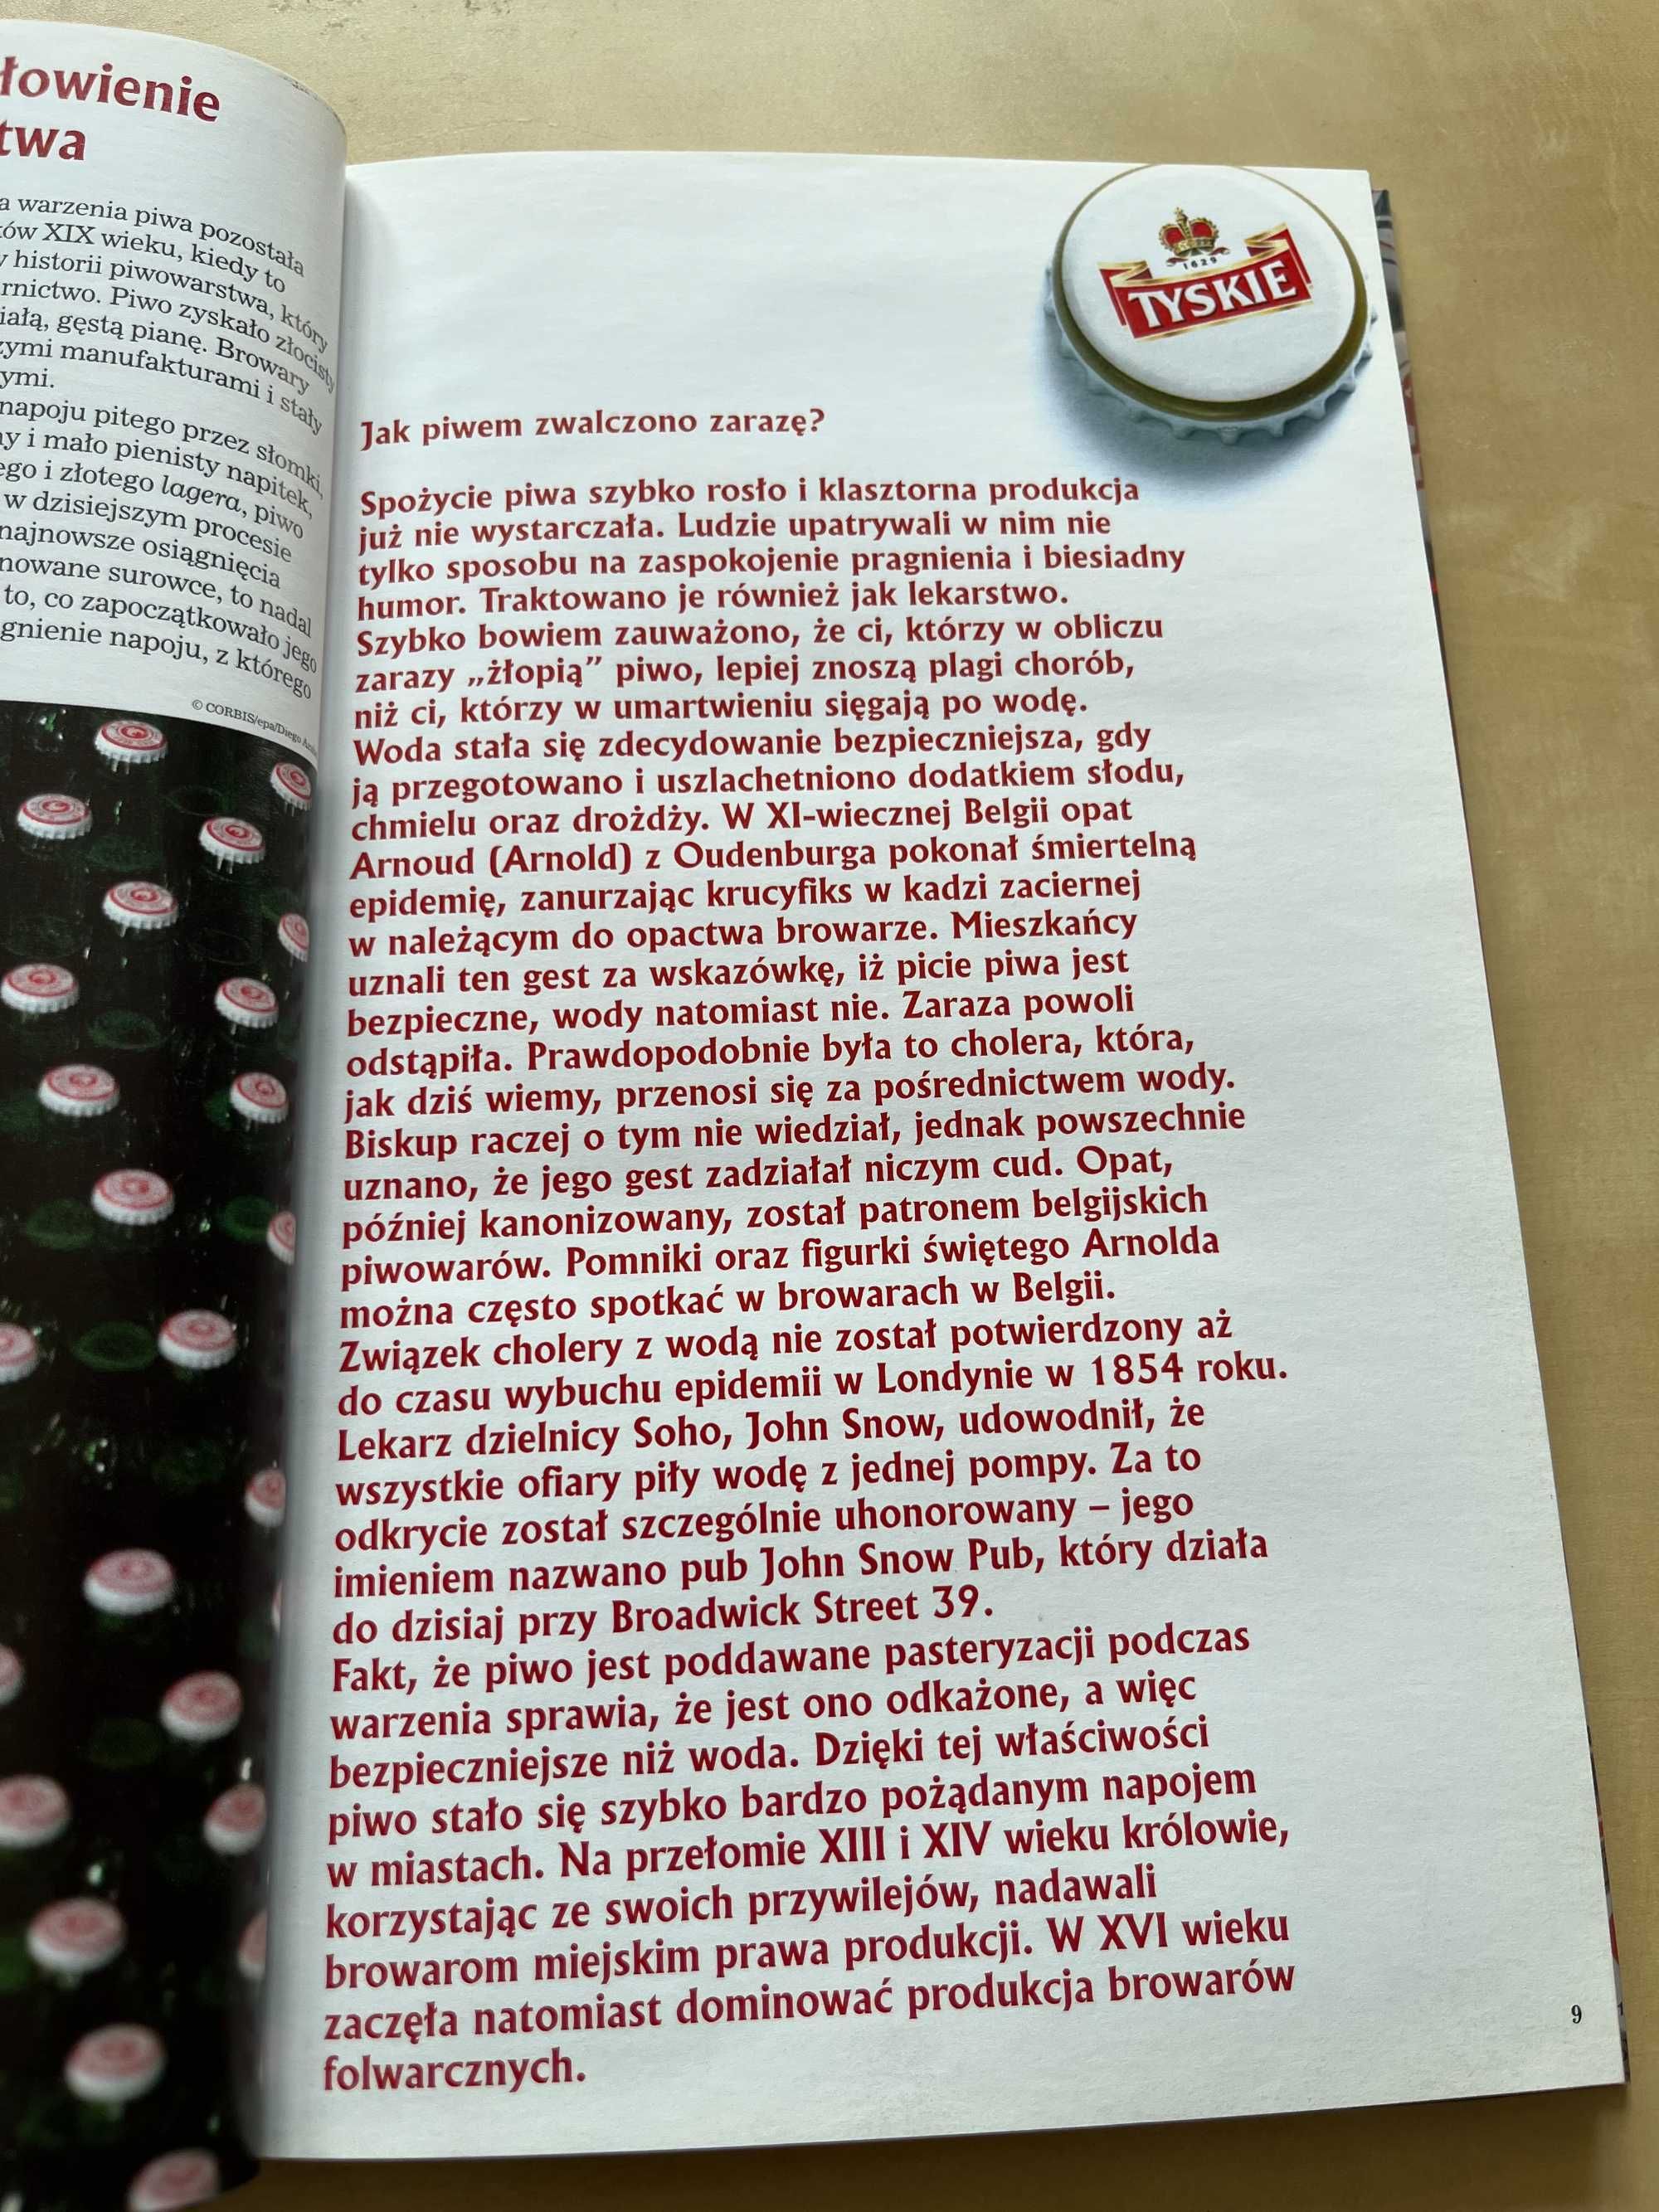 łowienie
twa
a warzenia piwa pozostała
ów XIX wieku, kiedy to
historii piwowarstwa, który
rnictwo. Piwo zyskało złocisty
iałą, gęstą pianę. Browary
zymi manufakturami i stały
ymi.
napoju pitego przez słomki,
y i mało pienisty napitek,
ego i złotego lagera, piwo
w dzisiejszym procesie
najnowsze osiągnięcia
nowane surowce, to nadal
to, co zapoczątkowało jego
gnienie napoju, z którego
© CORBIS/epa/Diego
1629
TYSKIE
Jak piwem zwalczono zarazę?
Spożycie piwa szybko rosło i klasztorna produkcja
już nie wystarczała. Ludzie upatrywali w nim nie
tylko sposobu na zaspokojenie pragnienia i biesiadny
humor. Traktowano je również jak lekarstwo.
Szybko bowiem zauważono, że ci, którzy w obliczu
zarazy „żłopią” piwo, lepiej znoszą plagi chorób,
niż ci, którzy w umartwieniu sięgają po wodę.
Woda stała się zdecydowanie bezpieczniejsza, gdy
ją przegotowano i uszlachetniono dodatkiem słodu,
chmielu oraz drożdży. W XI-wiecznej Belgii opat
Arnoud (Arnold) z Oudenburga pokonał śmiertelną
epidemię, zanurzając krucyfiks w kadzi zaciernej
w należącym do opactwa browarze. Mieszkańcy
uznali ten gest za wskazówkę, iż picie piwa jest
bezpieczne, wody natomiast nie. Zaraza powoli
odstąpiła. Prawdopodobnie była to cholera, która,
jak dziś wiemy, przenosi się za pośrednictwem wody.
Biskup raczej o tym nie wiedział, jednak powszechnie
uznano, że jego gest zadziałał niczym cud. Opat,
później kanonizowany, został patronem belgijskich
piwowarów. Pomniki oraz figurki świętego Arnolda
można często spotkać w browarach w Belgii.
Związek cholery z wodą nie został potwierdzony aż
do czasu wybuchu epidemii w Londynie w 1854 roku.
Lekarz dzielnicy Soho, John Snow, udowodnił, że
wszystkie ofiary piły wodę z jednej pompy. Za to
odkrycie został szczególnie uhonorowany – jego
imieniem nazwano pub John Snow Pub, który działa
do dzisiaj przy Broadwick Street 39.
Fakt, że piwo jest poddawane pasteryzacji podczas
warzenia sprawia, że jest ono odkażone, a więc
bezpieczniejsze niż woda. Dzięki tej właściwości
piwo stało się szybko bardzo pożądanym napojem
w miastach. Na przełomie XIII i XIV wieku królowie,
korzystając ze swoich przywilejów, nadawali
browarom miejskim prawa produkcji. W XVI wieku
zaczęła natomiast dominować produkcja browarów
folwarcznych.
9